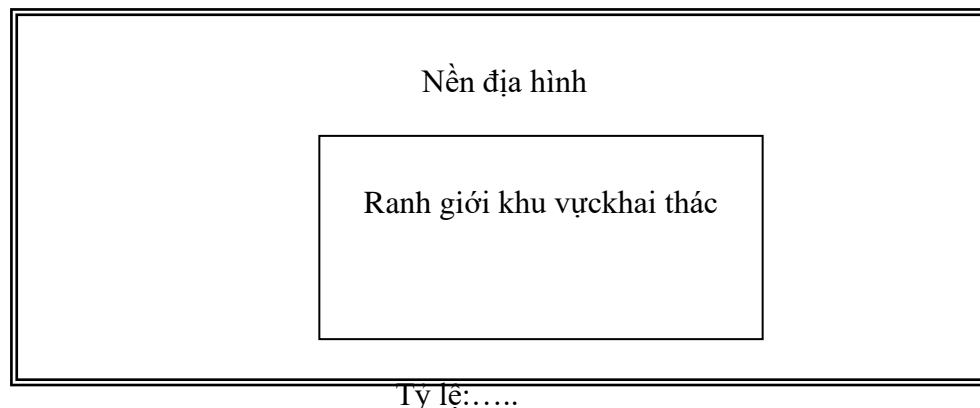 Nền địa hình
Ranh giới khu vựckhai thác
Tỷ lệ:…..